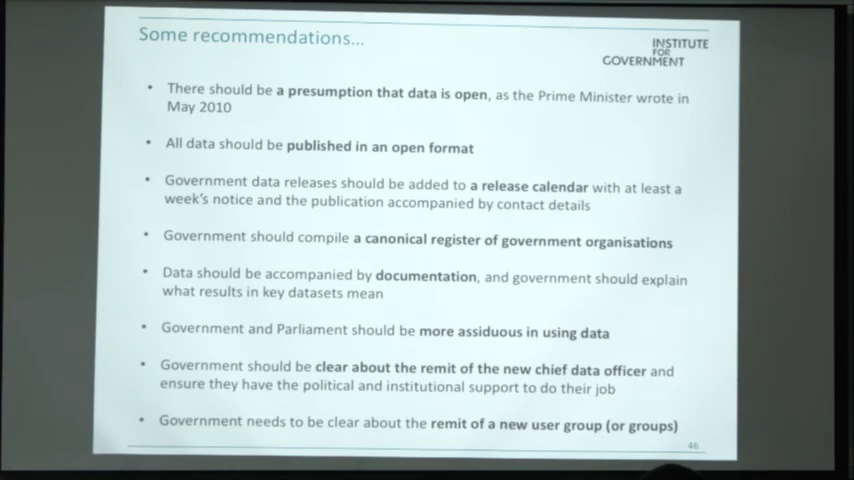 Some recommendations...
INSTITUTE
FOR
GOVERNMENT
• There should be a presumption that data is open, as the Prime Minister wrote in
May 2010
• All data should be published in an open format
• Government data releases should be added to a release calendar with at least a
week's notice and the publication accompanied by contact details
• Government should compile a canonical register of government organisations
• Data should be accompanied by documentation, and government should explain
what results in key datasets mean
• Government and Parliament should be more assiduous in using data
• Government should be clear about the remit of the new chief data officer and
ensure they have the political and institutional support to do their job
• Government needs to be clear about the remit of a new user group (or groups)
46